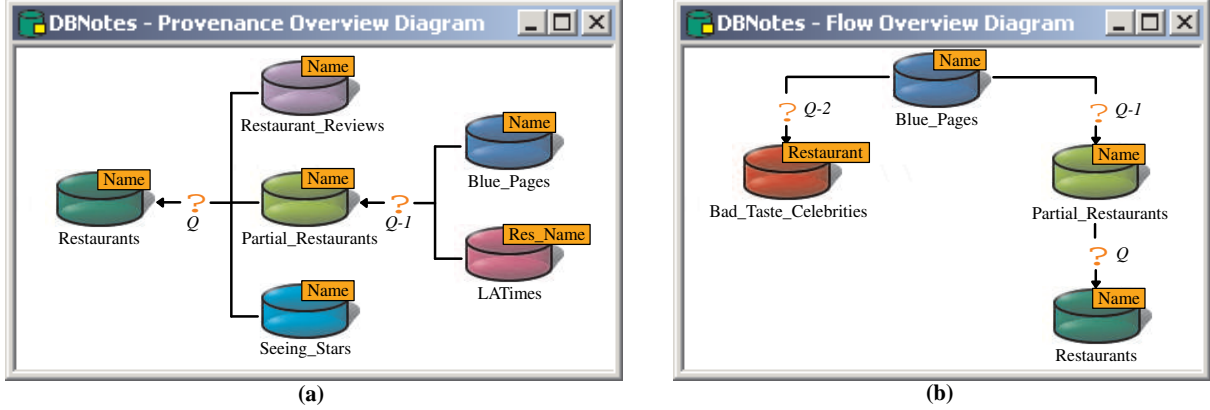 DBNotes - Provenance Overview Diagram
Name
Restaurant_Reviews
Name
Blue_Pages
Name
Restaurants
? Q
Name
Partial_Restaurants
? Q-1
Res_Name
LATimes
Name
Seeing_Stars
(a)
DBNotes - Flow Overview Diagram
Name
Blue_Pages
? Q-2
? Q-1
Restaurant
Bad_Taste_Celebrities
Name
Partial_Restaurants
? Q
Name
Restaurants
(b)